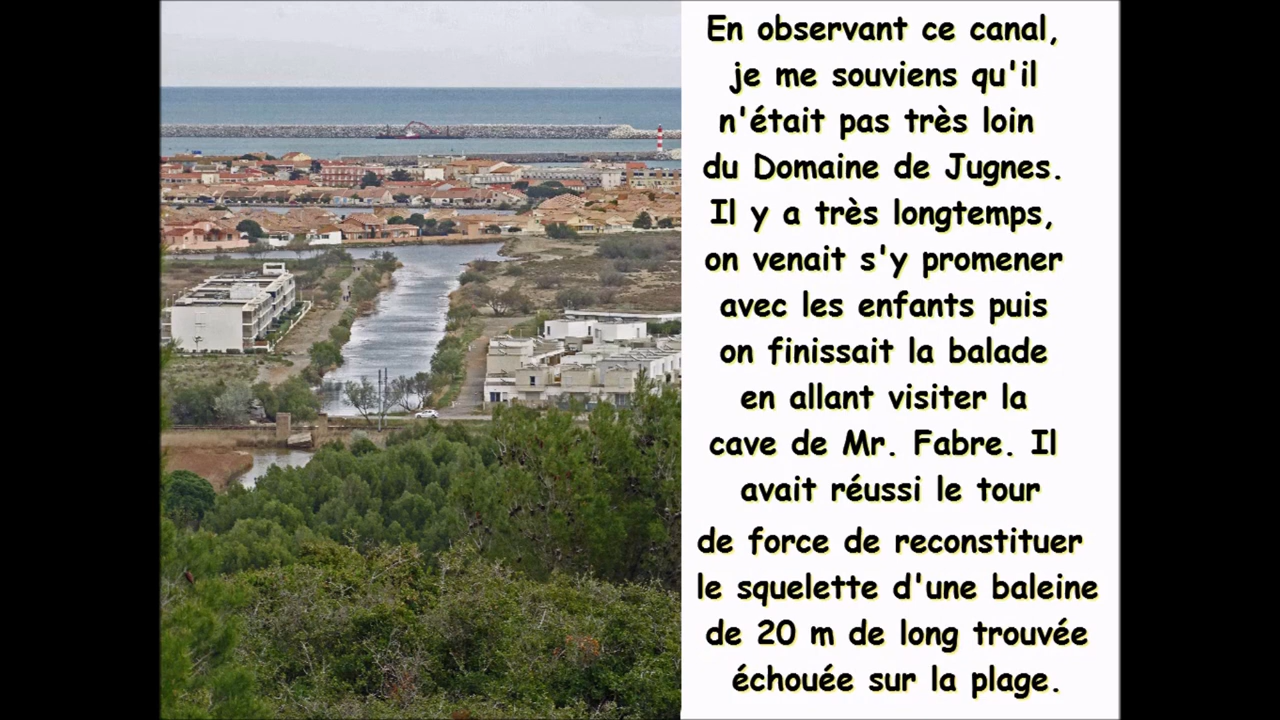 En observant ce canal,
je me souviens qu'il
n'était pas très loin
du Domaine de Jugnes.
Il y a très longtemps,
on venait s'y promener
avec les enfants puis
on finissait la balade
en allant visiter la
cave de Mr. Fabre. Il
avait réussi le tour
de force de reconstituer
le squelette d'une baleine
de 20 m de long trouvée
échouée sur la plage.